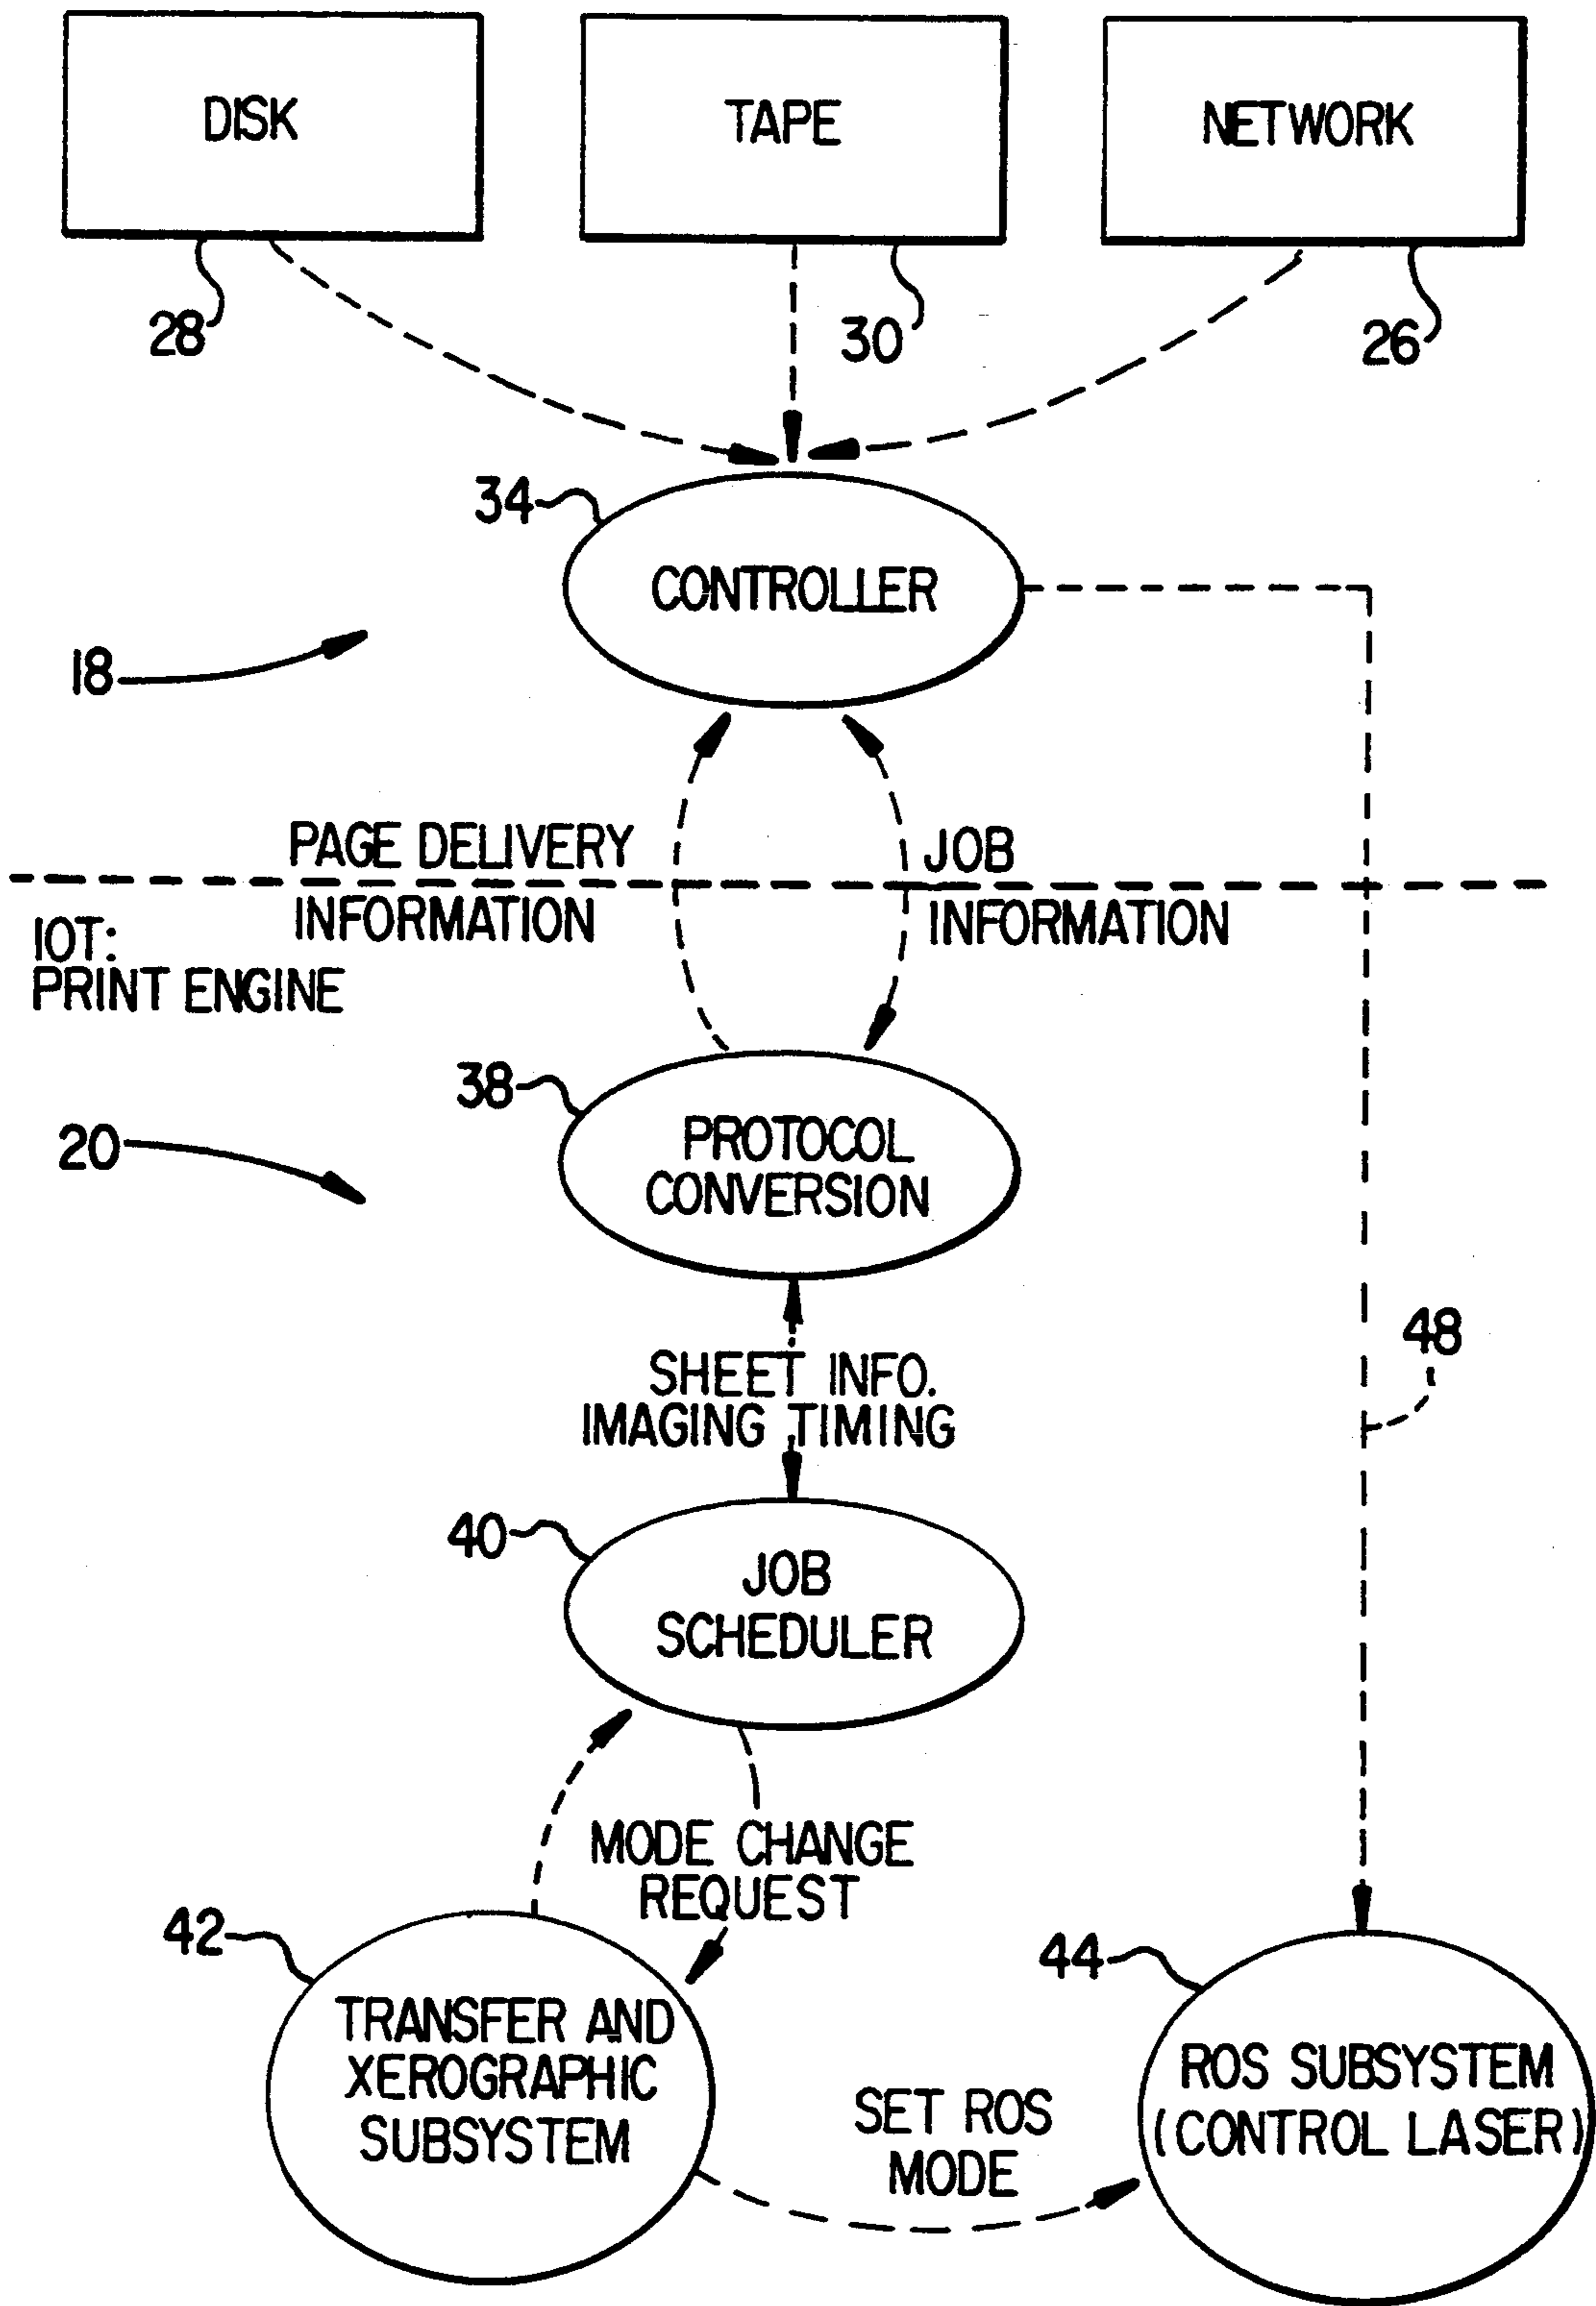 DISK
TAPE
NETWORK
28
30
26
34
CONTROLLER
18
PAGE DELIVERY
INFORMATION
JOB
INFORMATION
IOT:
PRINT ENGINE
38
PROTOCOL
CONVERSION
20
SHEET INFO.
IMAGING TIMING
48
40
JOB
SCHEDULER
MODE CHANGE
REQUEST
42
44
TRANSFER AND
XEROGRAPHIC
SUBSYSTEM
SET ROS
MODE
ROS SUBSYSTEM
(CONTROL LASER)